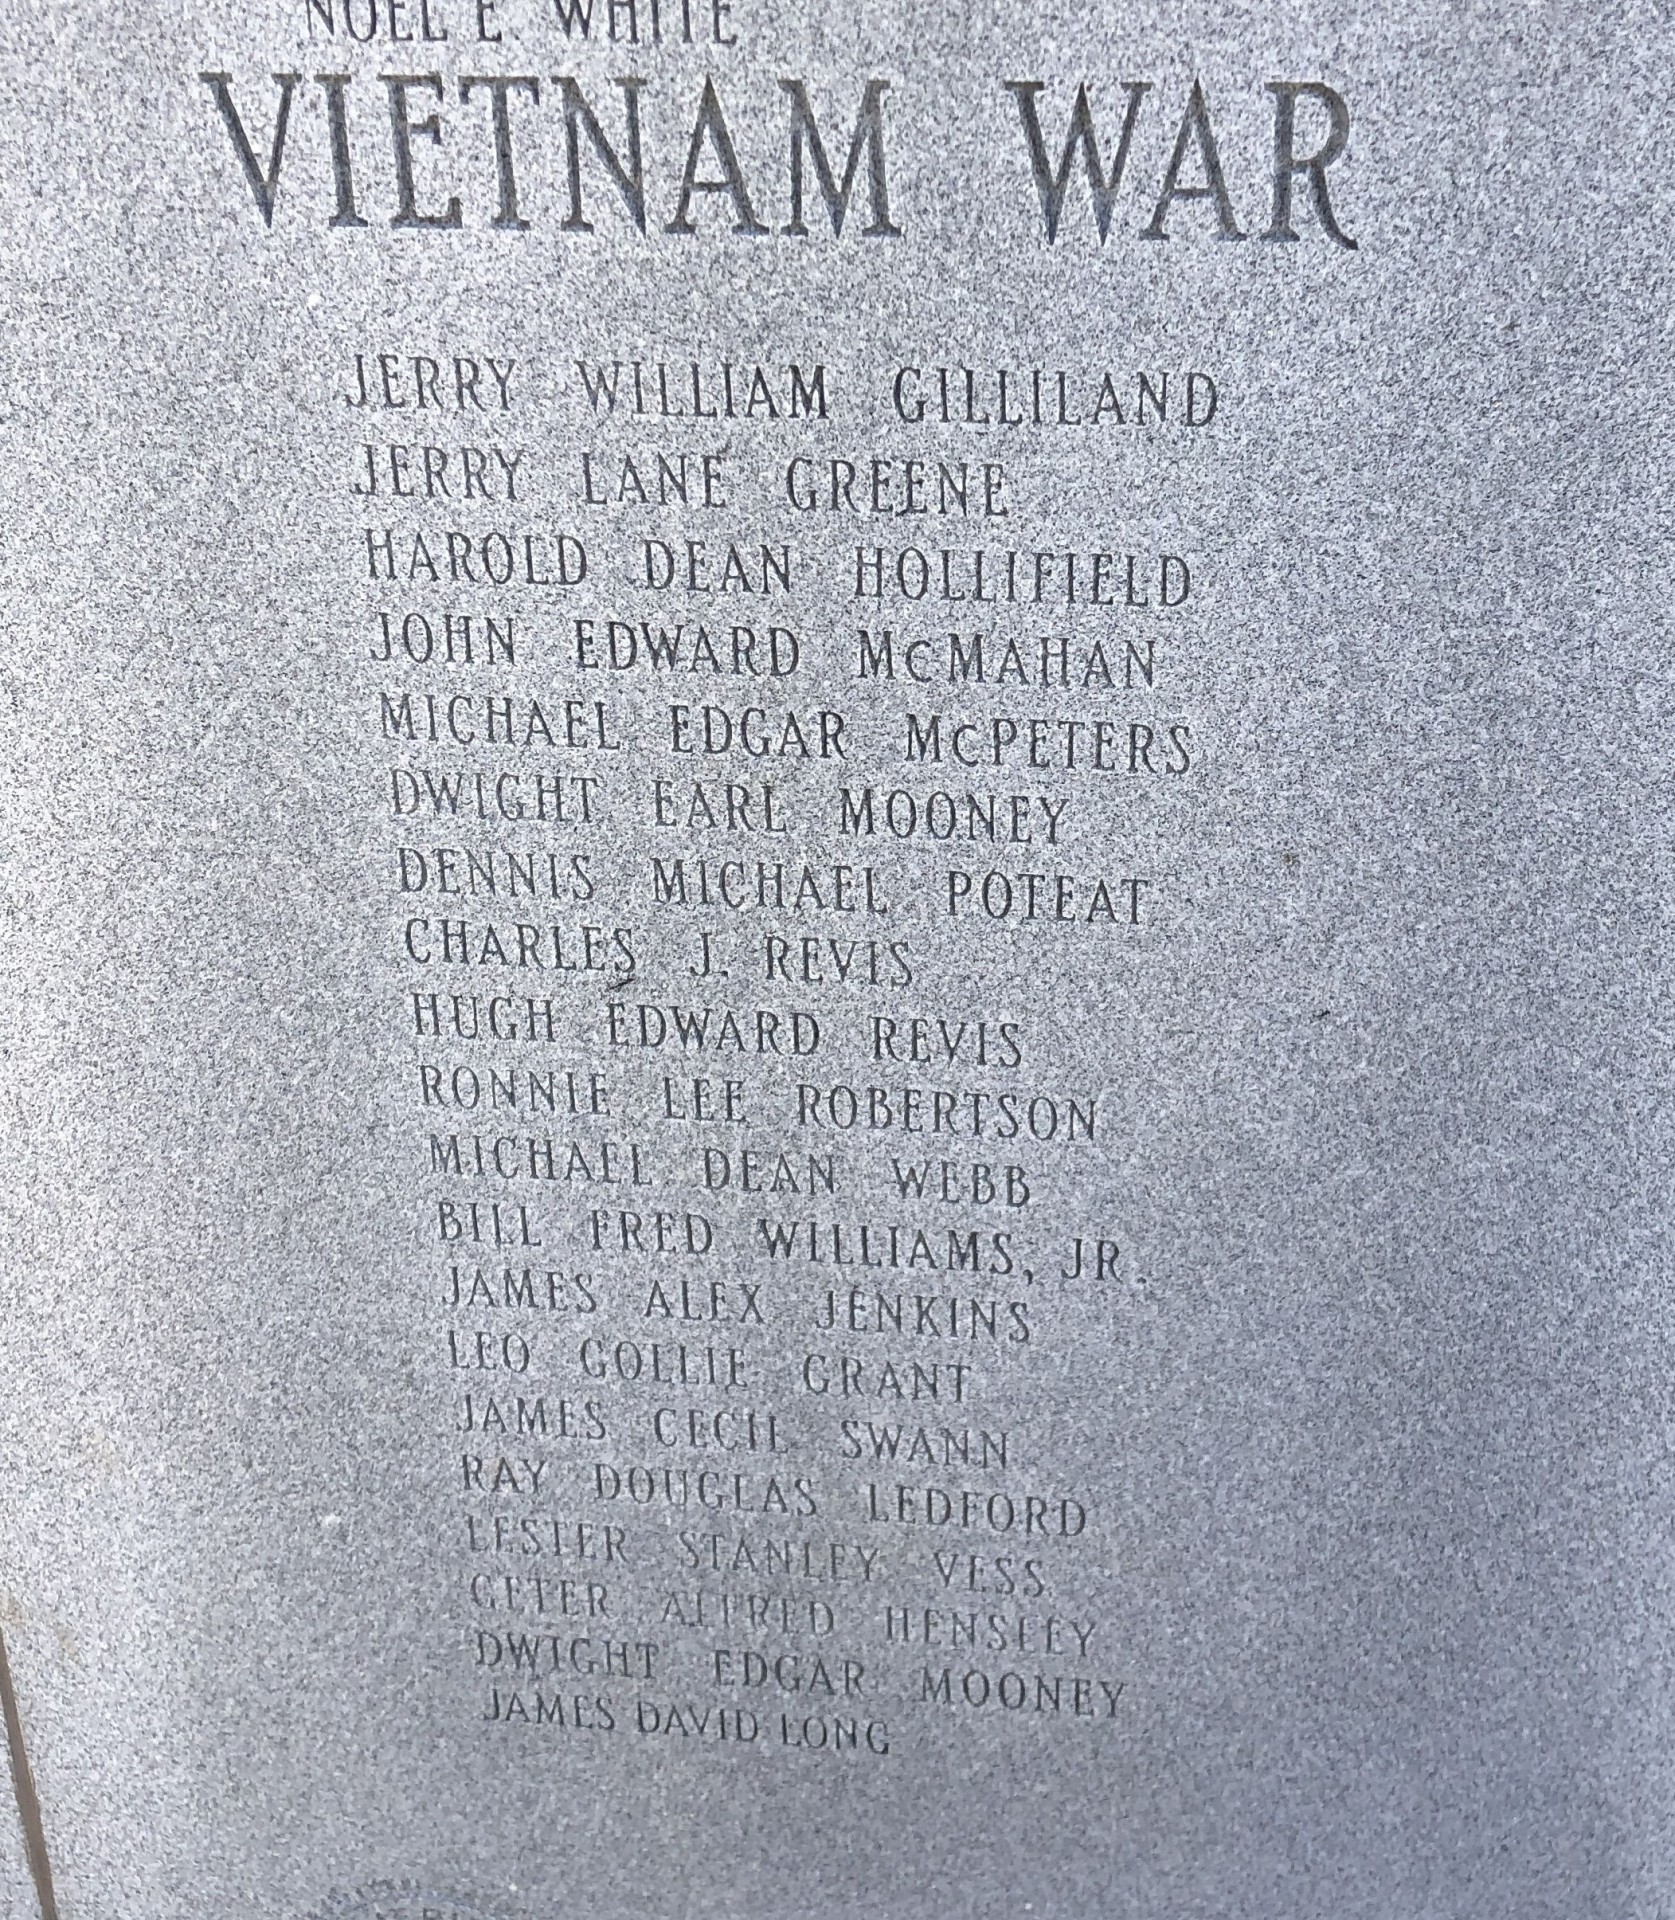 NOEL E. WHITE
VIETNAM WAR
JERRY WILLIAM GILLILAND
JERRY LANE GREENE
HAROLD DEAN HOLLIFIELD
JOHN EDWARD McMAHAN
MICHAEL EDGAR McPETERS
DWIGHT EARL MOONEY
DENNIS MICHAEL POTEAT
CHARLES J. REVIS
HUGH EDWARD REVIS
RONNIE LEE ROBERTSON
MICHAEL DEAN WEBB
BILL FRED WILLIAMS, JR.
JAMES ALEX JENKINS
LEO GOLLIE GRANT
JAMES CECIL SWANN
RAY DOUGLAS LEDFORD
LESTER STANLEY VESS
GETER ALFRED HENSLEY
DWIGHT EDGAR MOONEY
JAMES DAVID LONG